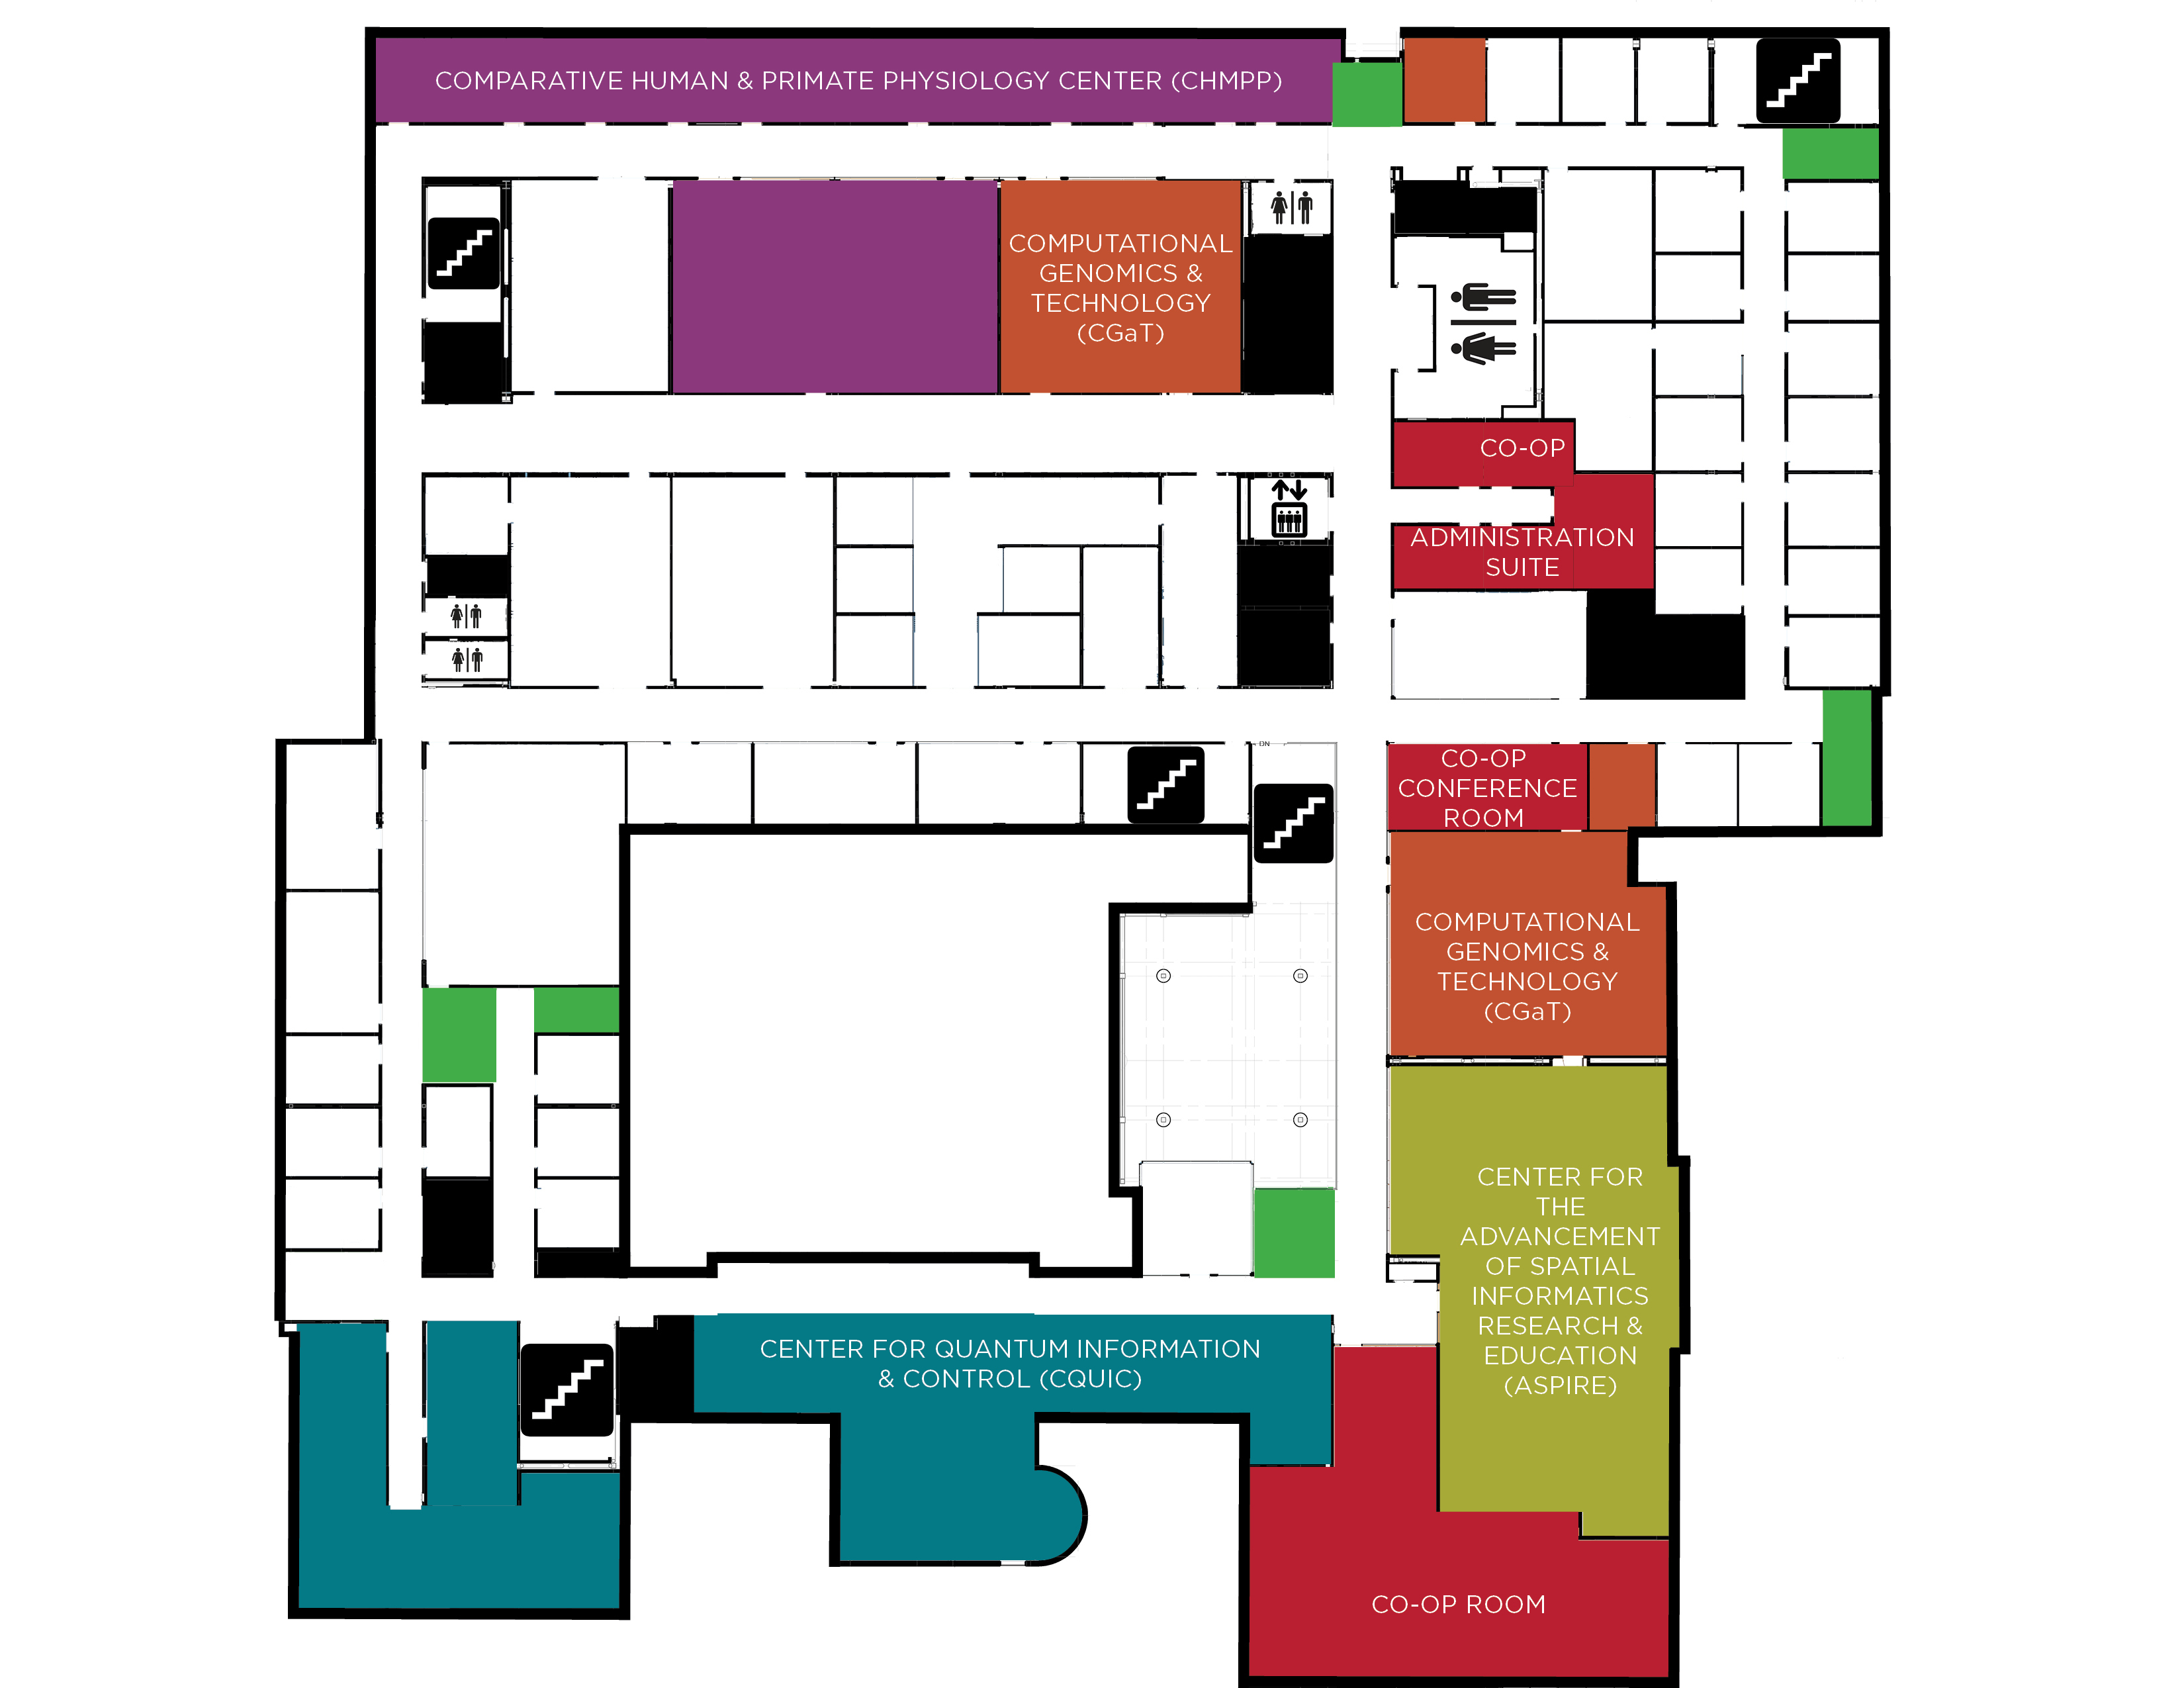 COMPARATIVE HUMAN & PRIMATE PHYSIOLOGY CENTER (CHMPP)
COMPUTATIONAL
GENOMICS &
TECHNOLOGY
(CGaT)
CO-OP
ADMINISTRATION
SUITE
DN
CO-OP
CONFERENCE
ROOM
COMPUTATIONAL
GENOMICS &
TECHNOLOGY
(CGaT)
CENTER FOR
THE
ADVANCEMENT
OF SPATIAL
INFORMATICS
RESEARCH &
EDUCATION
(ASPIRE)
CENTER FOR QUANTUM INFORMATION
& CONTROL (CQUIC)
CO-OP ROOM